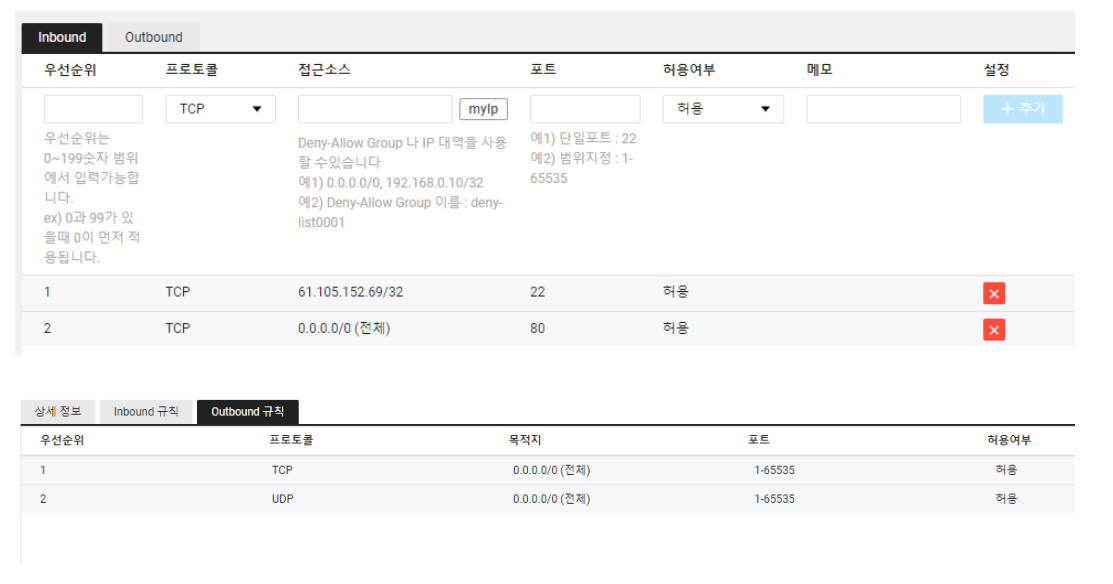 Inbound Outbound
우선순위 프로토콜 접근소스 포트 허용여부 메모 설정
TCP myIp 허용 + 추가
우선순위는
0~199숫자 범위
에서 입력가능합
니다.
ex) 0과 99가 있
을때 0이 먼저 적
용됩니다.
Deny-Allow Group 나 IP 대역을 사용
할 수있습니다
예1) 0.0.0.0/0, 192.168.0.10/32
예2) Deny-Allow Group 이름 : deny-
list0001
예1) 단일포트 : 22
예2) 범위지정 : 1-
65535
1 TCP 61.105.152.69/32 22 허용
2 TCP 0.0.0.0/0 (전체) 80 허용
상세 정보 Inbound 규칙 Outbound 규칙
우선순위 프로토콜 목적지 포트 허용여부
1 TCP 0.0.0.0/0 (전체) 1-65535 허용
2 UDP 0.0.0.0/0 (전체) 1-65535 허용